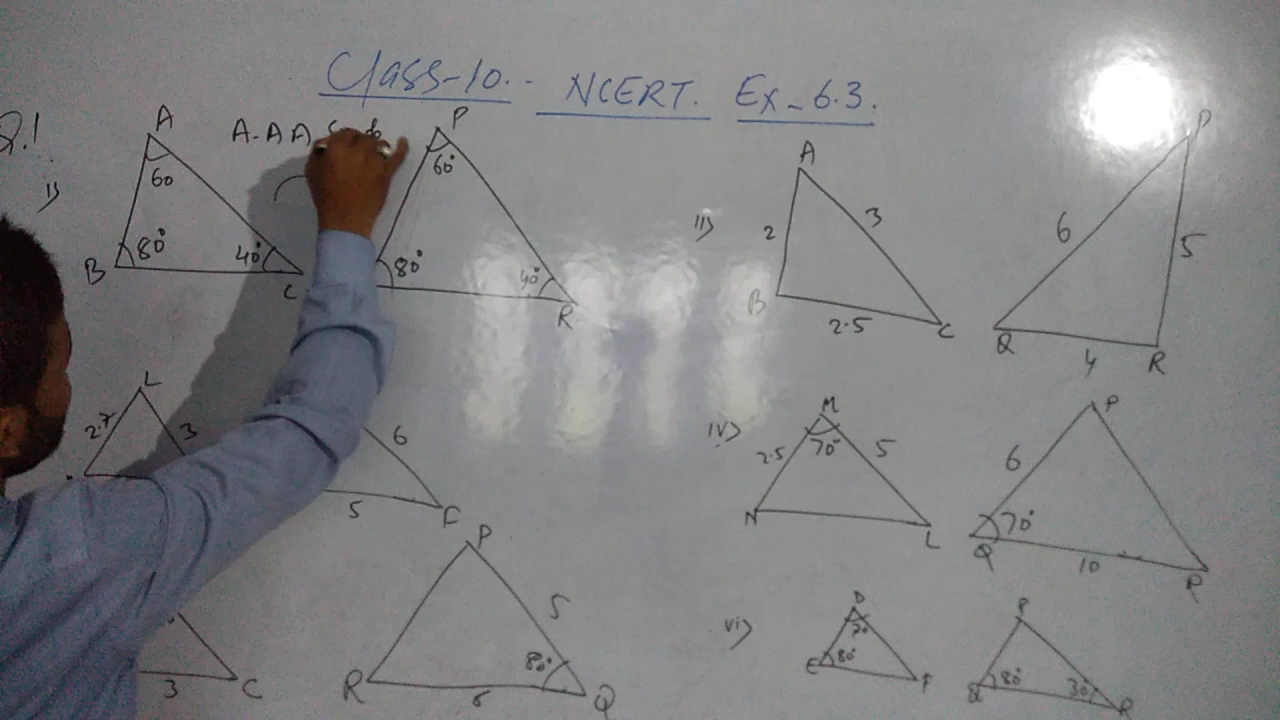 Class-10.- NCERT. Ex-6.3.
Q.1
A-AA
i)
A
60
B
80°
40°
C
P
60°
80°
40°
R
ii)
A
2
3
B
2.5
C
P
6
5
Q
4
R
L
2.7
3
6
5
F
iv)
M
2.5
70°
5
N
L
P
6
70°
Q
10
R
3
C
P
5
80°
R
6
Q
vi)
D
70
E
80°
F
P
Q
80°
30°
R